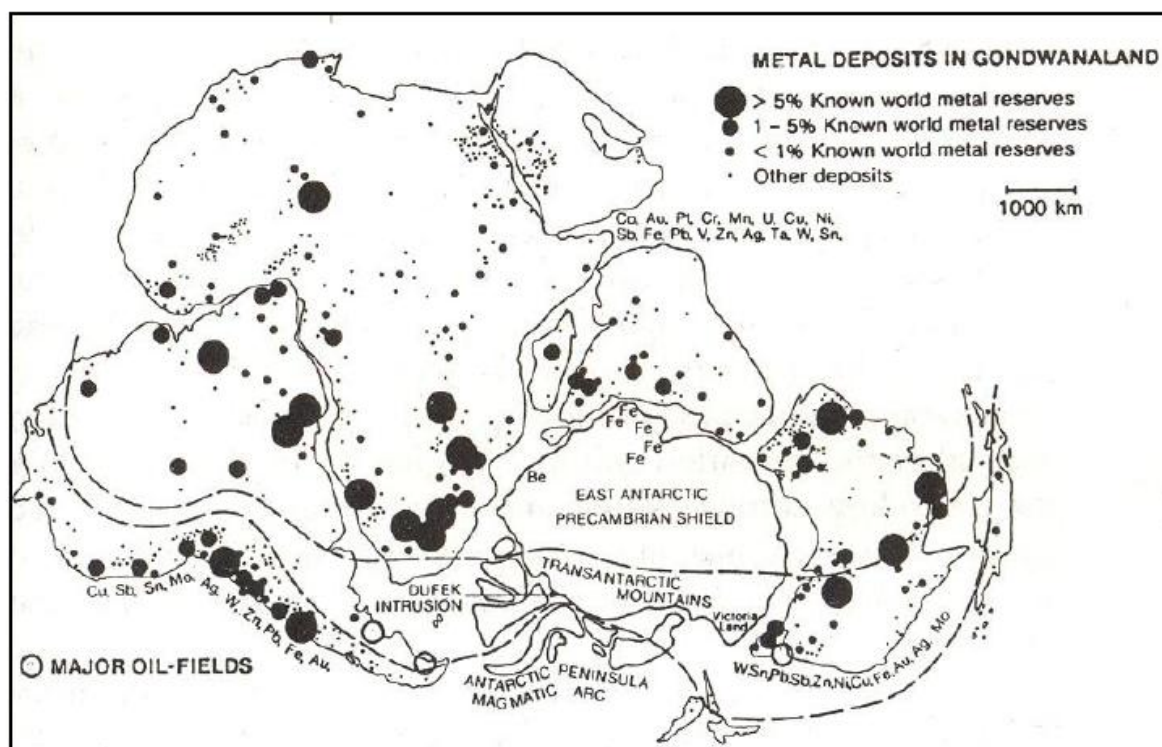 METAL DEPOSITS IN GONDWANALAND
> 5% Known world metal reserves
1 – 5% Known world metal reserves
< 1% Known world metal reserves
Other deposits
1000 km
Co, Au, Pt, Cr, Mn, U, Cu, Ni,
Sb, Fe, Pb, V, Zn, Ag, Ta, W, Sn,
Fe
Fe
Fe
Fe
Fe
Be
EAST ANTARCTIC
PRECAMBRIAN SHIELD
TRANSANTARCTIC
MOUNTAINS
DUFEK
INTRUSION
Victoria
Land
Cu, Sb, Sn, Mo, Ag, W, Zn, Pb, Fe, Au,
MAJOR OIL-FIELDS
ANTARCTIC PENINSULA
MAGMATIC ARC
W,Sn,Pb,Sb,Zn,Ni,Cu,Fe,Au,Ag,Mo